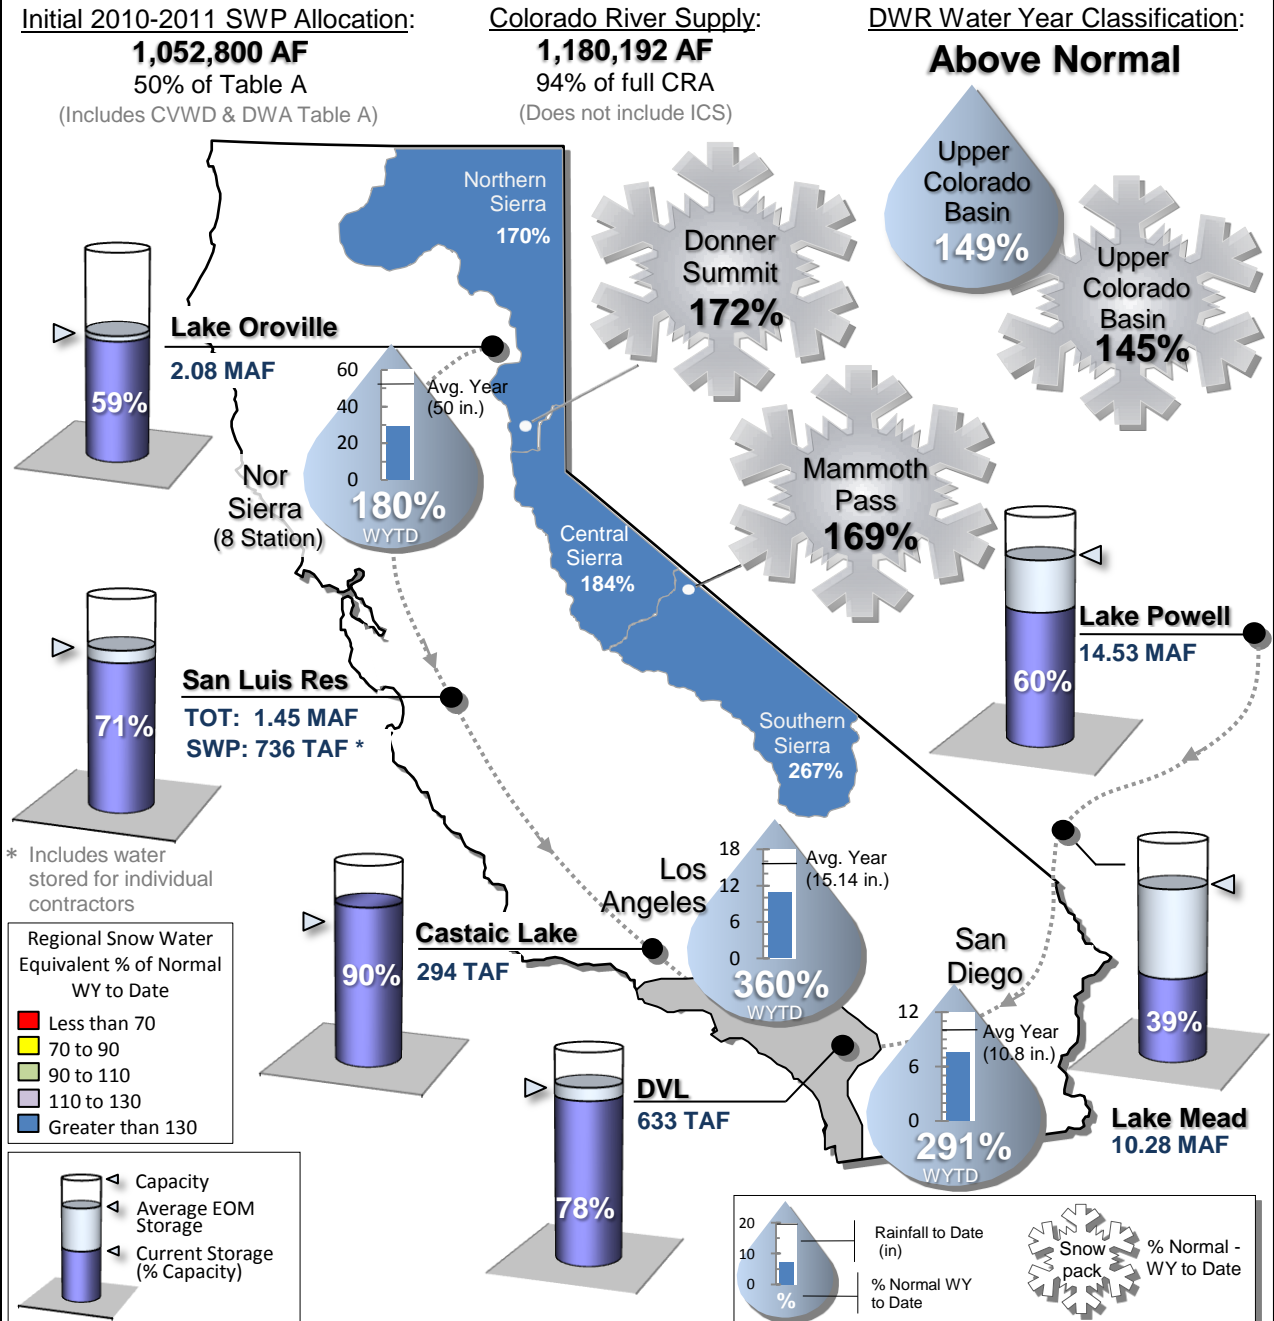 Initial 2010-2011 SWP Allocation:
1,052,800 AF
50% of Table A
(Includes CVWD & DWA Table A)
Colorado River Supply:
1,180,192 AF
94% of full CRA
(Does not include ICS)
DWR Water Year Classification:
Above Normal
Upper
Colorado
Basin
149%
Upper
Colorado
Basin
145%
Northern
Sierra
170%
Donner
Summit
172%
Lake Oroville
2.08 MAF
59%
60
40
20
0
Avg. Year
(50 in.)
Nor
Sierra
(8 Station)
180%
WYTD
Mammoth
Pass
169%
Central
Sierra
184%
Lake Powell
14.53 MAF
60%
San Luis Res
TOT: 1.45 MAF
SWP: 736 TAF *
71%
Southern
Sierra
267%
* Includes water
stored for individual
contractors
Los
Angeles
18
12
6
0
Avg. Year
(15.14 in.)
360%
WYTD
Castaic Lake
294 TAF
90%
San
Diego
12
6
0
Avg Year
(10.8 in.)
291%
WYTD
39%
Lake Mead
10.28 MAF
DVL
633 TAF
78%
Regional Snow Water
Equivalent % of Normal
WY to Date
Less than 70
70 to 90
90 to 110
110 to 130
Greater than 130
Capacity
Average EOM
Storage
Current Storage
(% Capacity)
20
10
0
%
Rainfall to Date
(in)
% Normal WY
to Date
Snow
pack
% Normal -
WY to Date